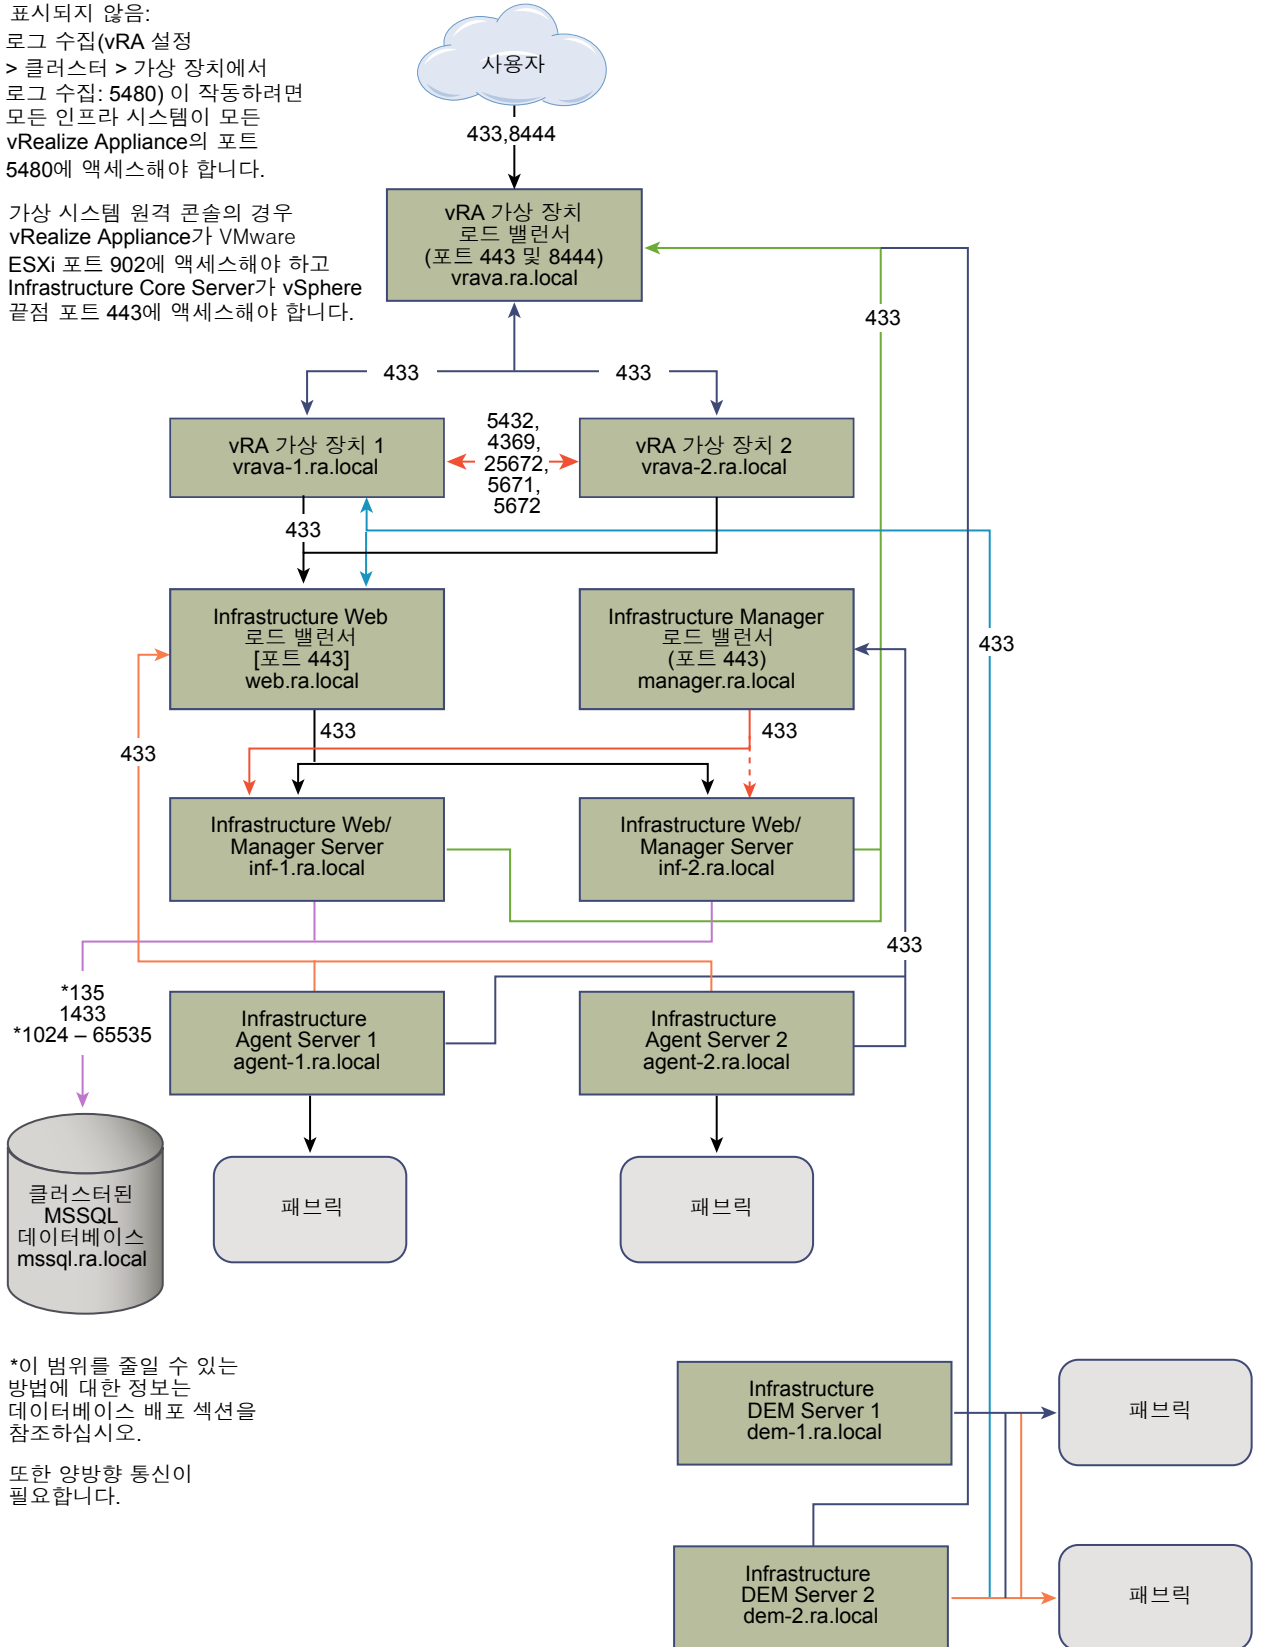 표시되지 않음:
로그 수집(vRA 설정
> 클러스터 > 가상 장치에서
로그 수집: 5480) 이 작동하려면
모든 인프라 시스템이 모든
vRealize Appliance의 포트
5480에 액세스해야 합니다.
가상 시스템 원격 콘솔의 경우
vRealize Appliance가 VMware
ESXi 포트 902에 액세스해야 하고
Infrastructure Core Server가 vSphere
끝점 포트 443에 액세스해야 합니다.
사용자
433,8444
vRA 가상 장치
로드 밸런서
(포트 443 및 8444)
vrava.ra.local
433
433
433
vRA 가상 장치 1
vrava-1.ra.local
5432,
4369,
25672,
5671,
5672
vRA 가상 장치 2
vrava-2.ra.local
433
Infrastructure Web
로드 밸런서
[포트 443]
web.ra.local
Infrastructure Manager
로드 밸런서
(포트 443)
manager.ra.local
433
433
433
433
Infrastructure Web/
Manager Server
inf-1.ra.local
Infrastructure Web/
Manager Server
inf-2.ra.local
433
*135
1433
*1024 – 65535
Infrastructure
Agent Server 1
agent-1.ra.local
Infrastructure
Agent Server 2
agent-2.ra.local
클러스터된
MSSQL
데이터베이스
mssql.ra.local
패브릭
패브릭
*이 범위를 줄일 수 있는
방법에 대한 정보는
데이터베이스 배포 섹션을
참조하십시오.
또한 양방향 통신이
필요합니다.
Infrastructure
DEM Server 1
dem-1.ra.local
패브릭
Infrastructure
DEM Server 2
dem-2.ra.local
패브릭